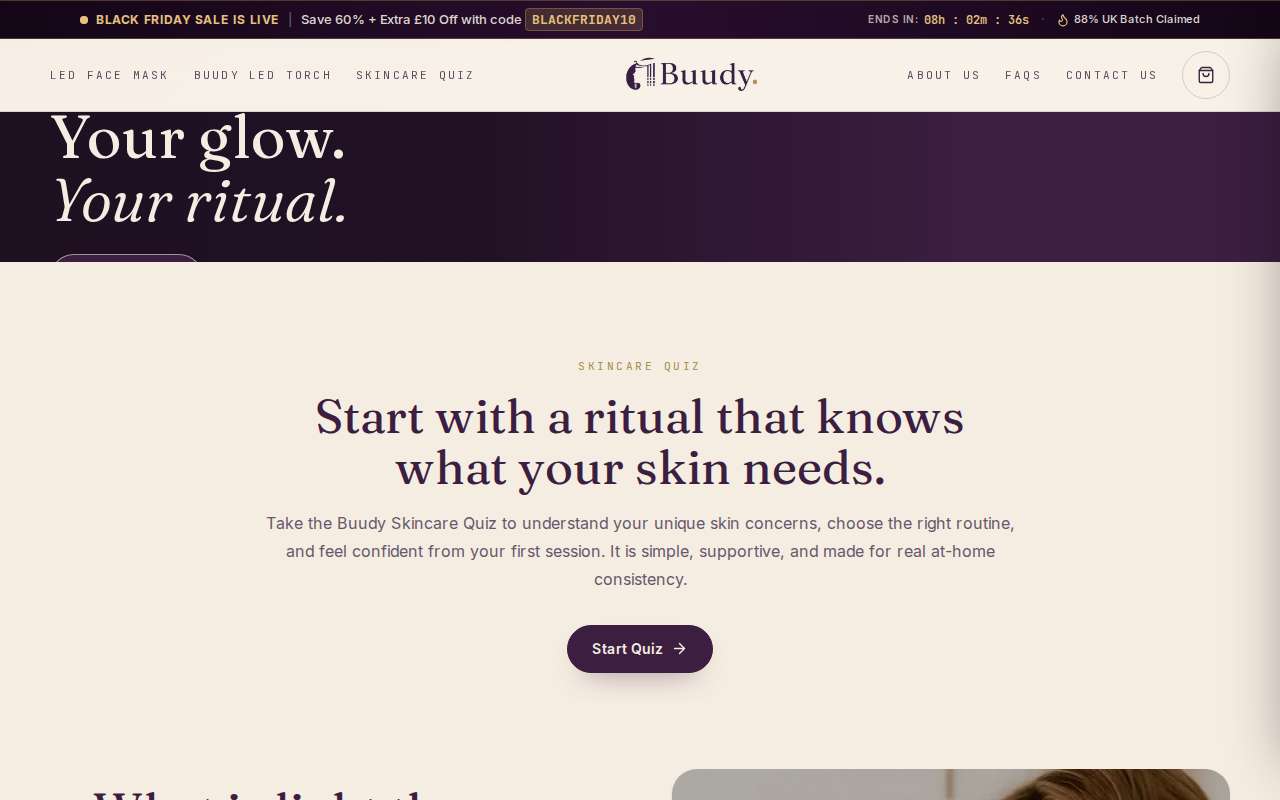 BLACK FRIDAY SALE IS LIVE | Save 60% + Extra £10 Off with code BLACKFRIDAY10
ENDS IN: 08h : 02m : 36s · 88% UK Batch Claimed
LED FACE MASK BUUDY LED TORCH SKINCARE QUIZ
Buudy.
ABOUT US FAQS CONTACT US
Your glow.
Your ritual.
SKINCARE QUIZ
Start with a ritual that knows
what your skin needs.
Take the Buudy Skincare Quiz to understand your unique skin concerns, choose the right routine,
and feel confident from your first session. It is simple, supportive, and made for real at-home
consistency.
Start Quiz
What is light th